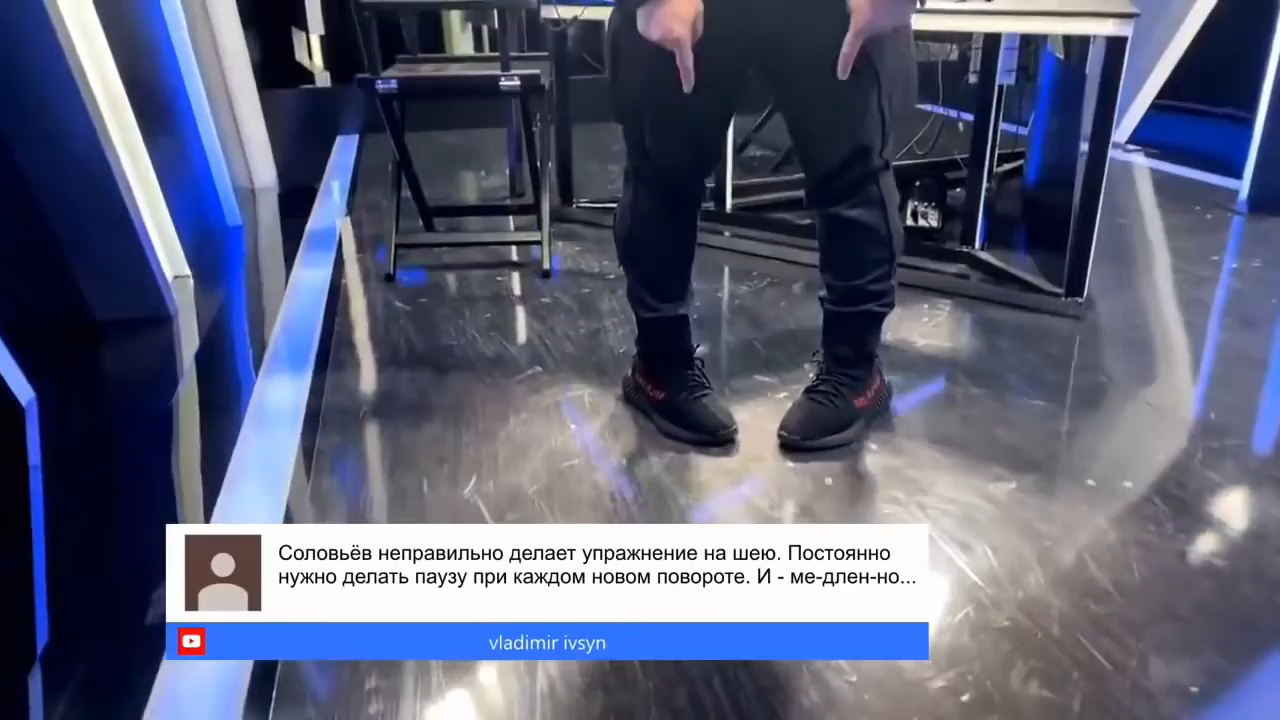 Соловьёв неправильно делает упражнение на шею. Постоянно
нужно делать паузу при каждом новом повороте. И - ме-длен-но...
vladimir ivsyn